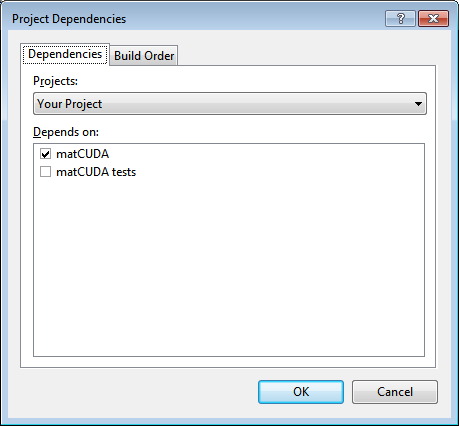 Project Dependencies
Dependencies Build Order
Projects:
Your Project
Depends on:
matCUDA
matCUDA tests
OK Cancel